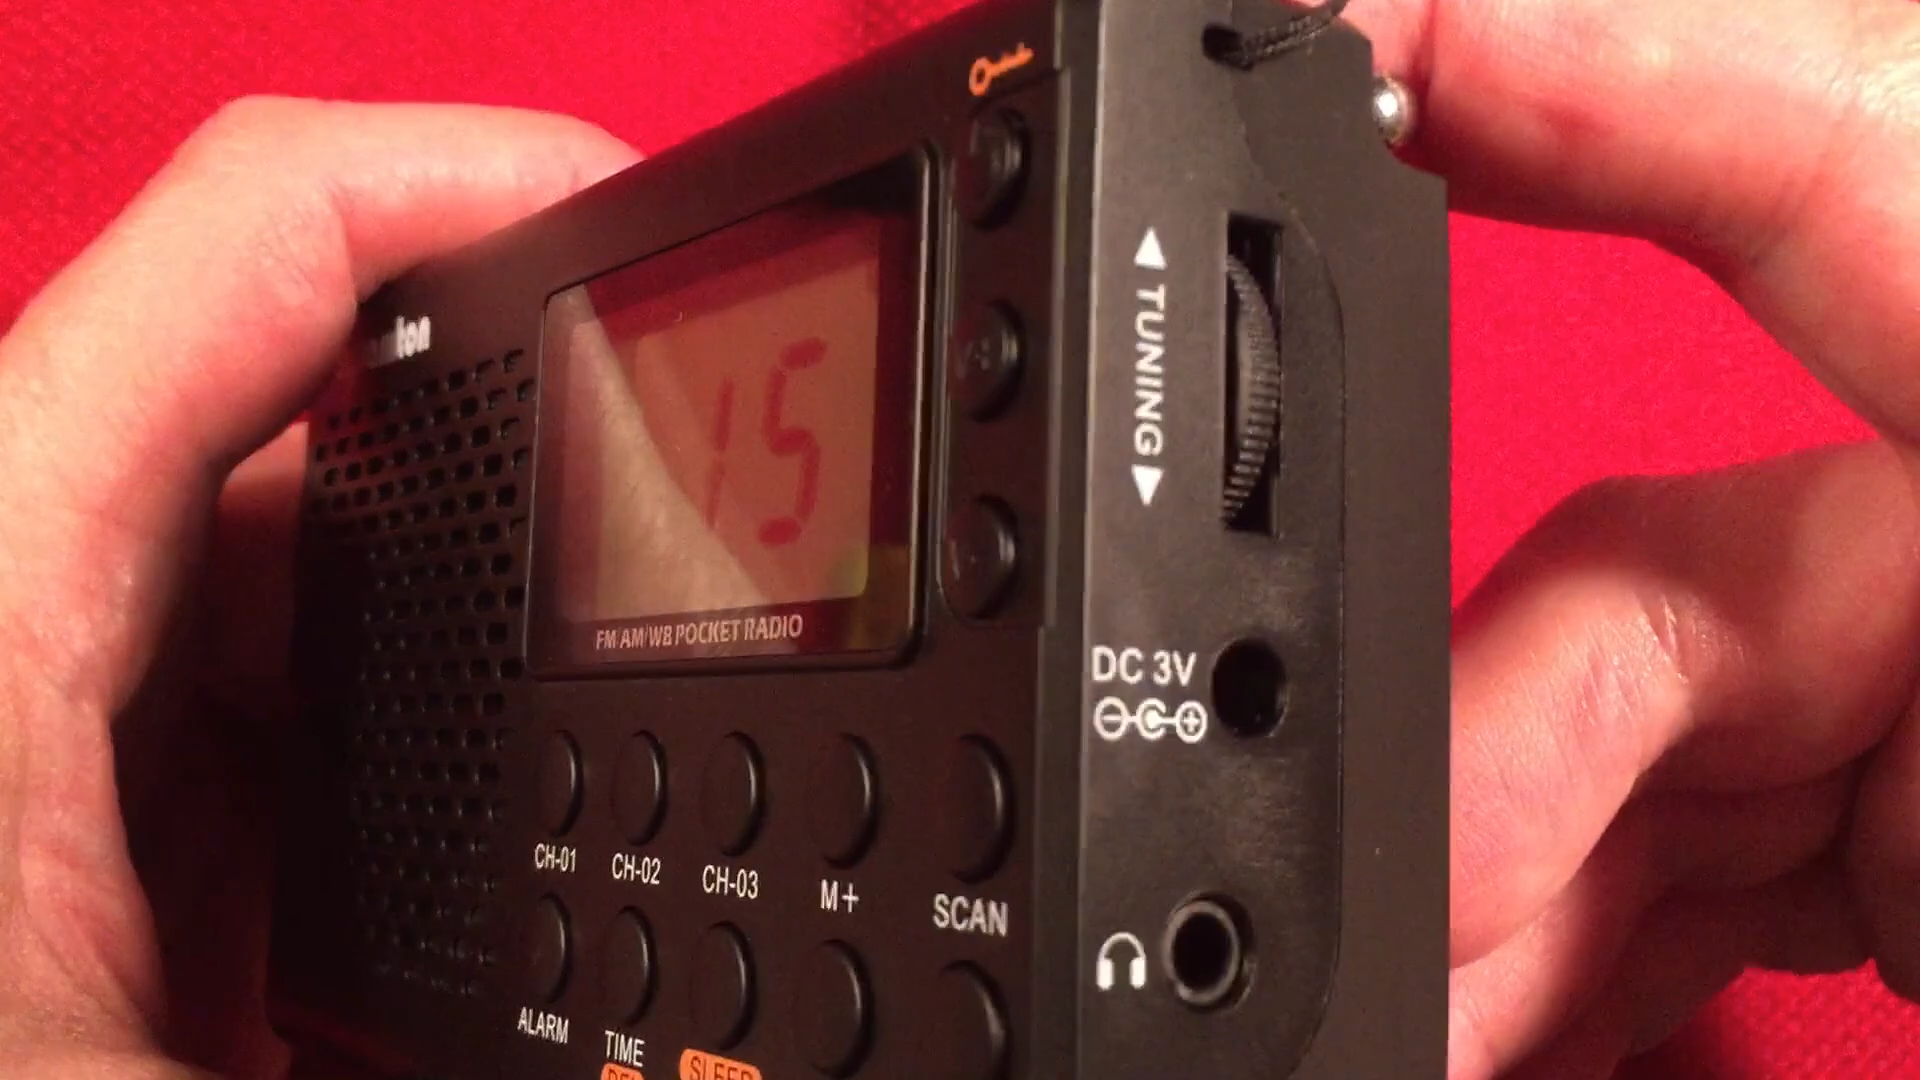 15
FM/AM/WB POCKET RADIO
◀ TUNING ▶
DC 3V
CH-01
CH-02
CH-03
M+
SCAN
ALARM
TIME
SLEEP